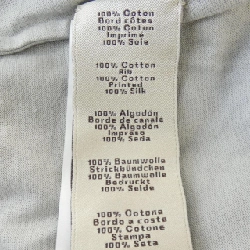 100% Coton
Bord côtes
100% Coton
Imprimé
100% Soie
100% Cotton
Rib
100% Cotton
Printed
100% Silk
100% Algodón
Borde de canalé
100% Algodón
Impreso
100% Seda
100% Baumwolle
Strickbündchen
100% Baumwolle
Bedruckt
100% Seide
100% Cotone
Bordo a coste
100% Cotone
Stampa
100% Seta